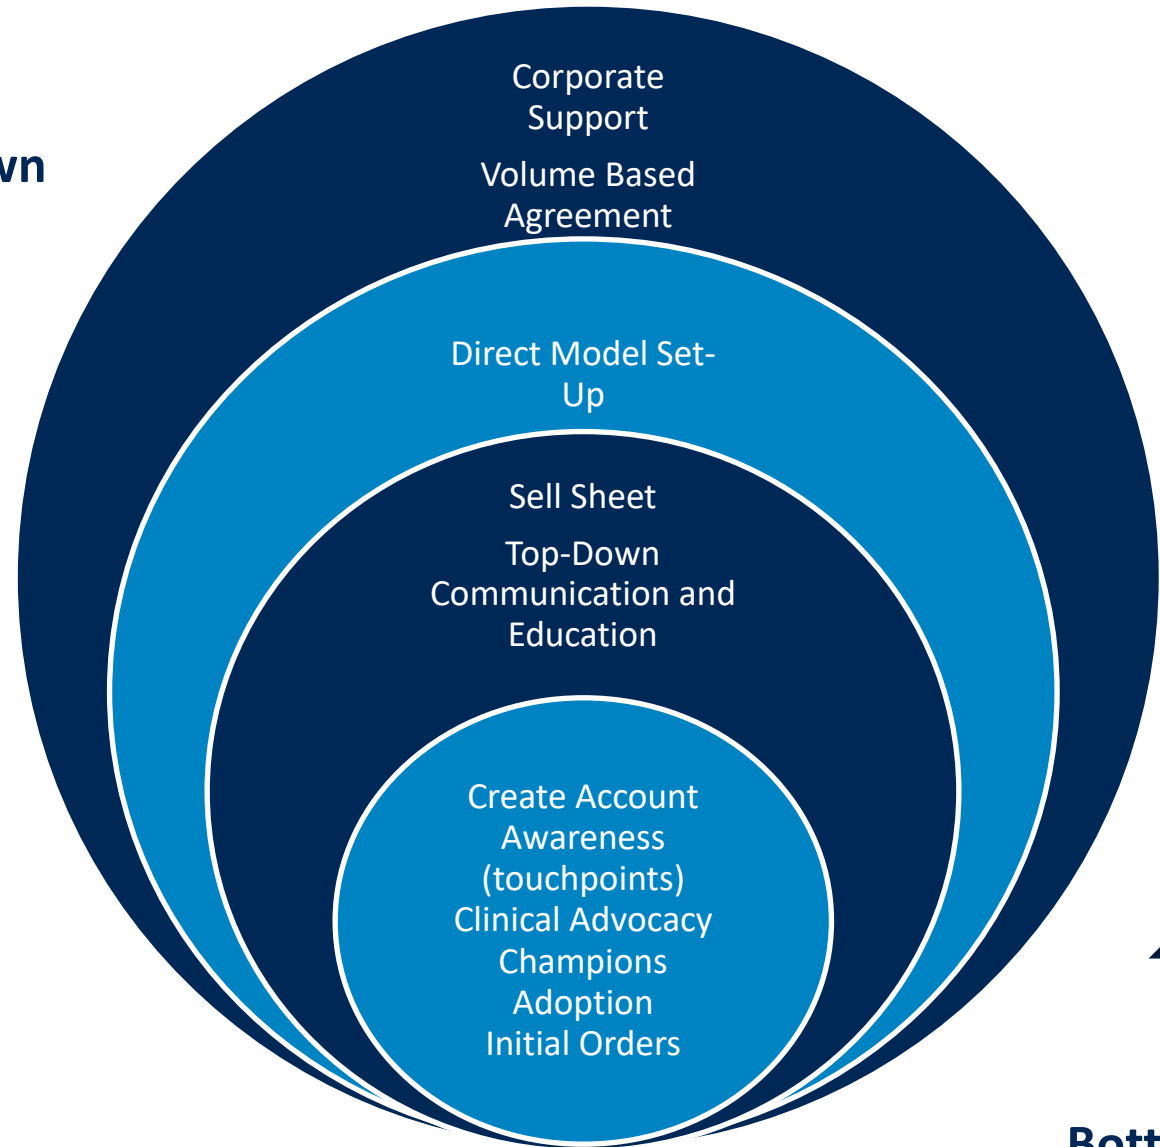 Corporate
Support
Volume Based
Agreement
Direct Model Set-
Up
Sell Sheet
Top-Down
Communication and
Education
Create Account
Awareness
(touchpoints)
Clinical Advocacy
Champions
Adoption
Initial Orders